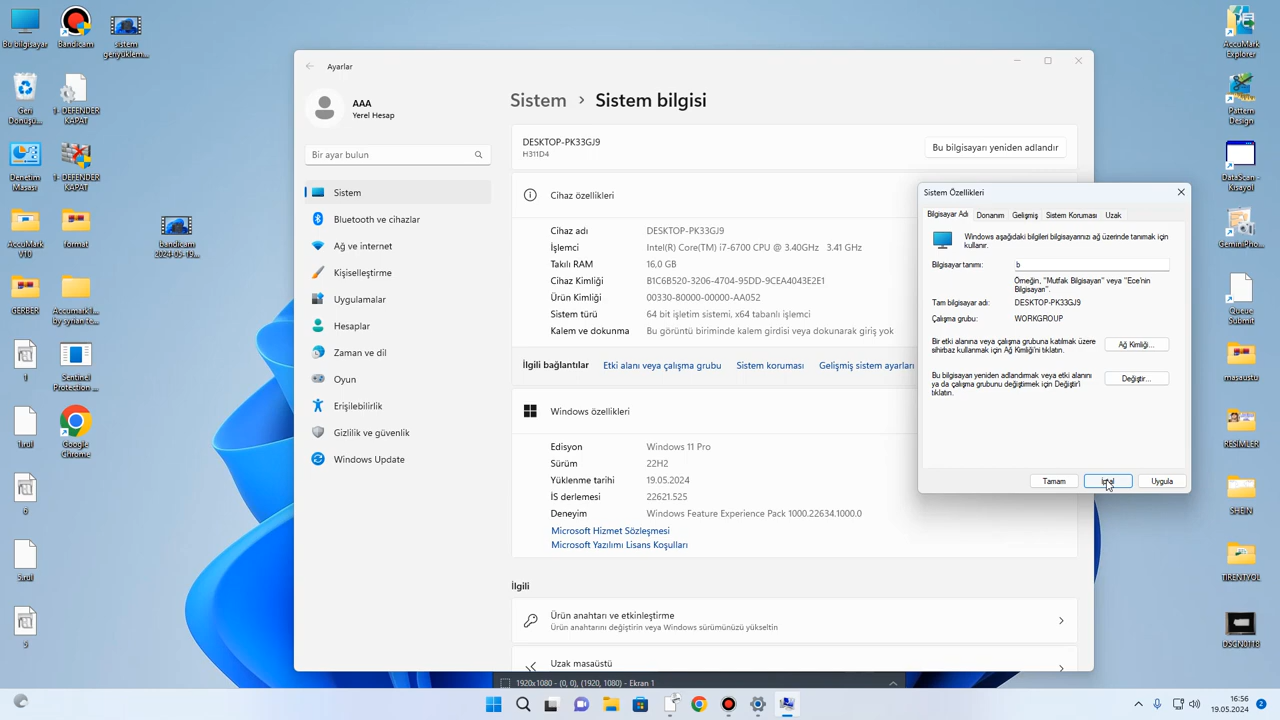 Bu bilgisayar
Bandicam
sistem
geriyüklem...
Geri
Dönüşü...
1- DEFENDER
KAPAT
Denetim
Masası
1- DEFENDER
KAPAT
AccuMark
V10
format
bandicam
2024-05-19...
GERBER
Sentinel
Protection ...
1
1.rul
Google
Chrome
6
5.rul
5
Ayarlar
AAA
Yerel Hesap
Bir ayar bulun
Sistem
Bluetooth ve cihazlar
Ağ ve internet
Kişiselleştirme
Uygulamalar
Hesaplar
Zaman ve dil
Oyun
Erişilebilirlik
Gizlilik ve güvenlik
Windows Update
Sistem › Sistem bilgisi
DESKTOP-PK33GJ9
H311D4
Bu bilgisayarı yeniden adlandır
Cihaz özellikleri
Cihaz adı DESKTOP-PK33GJ9
İşlemci Intel(R) Core(TM) i7-6700 CPU @ 3.40GHz 3.41 GHz
Takılı RAM 16,0 GB
Cihaz Kimliği B1C6B520-3206-4704-95DD-9CEA4043E2E1
Ürün Kimliği 00330-80000-00000-AA052
Sistem türü 64 bit işletim sistemi, x64 tabanlı işlemci
Kalem ve dokunma Bu görüntü biriminde kalem girdisi veya dokunarak giriş yok
İlgili bağlantılar Etki alanı veya çalışma grubu Sistem koruması Gelişmiş sistem ayarları
Windows özellikleri
Edisyon Windows 11 Pro
Sürüm 22H2
Yüklenme tarihi 19.05.2024
İS derlemesi 22621.525
Deneyim Windows Feature Experience Pack 1000.22634.1000.0
Microsoft Hizmet Sözleşmesi
Microsoft Yazılımı Lisans Koşulları
İlgili
Ürün anahtarı ve etkinleştirme
Ürün anahtarını değiştirin veya Windows sürümünüzü yükseltin
Uzak masaüstü
Sistem Özellikleri
Bilgisayar Adı Donanım Gelişmiş Sistem Koruması Uzak
Windows aşağıdaki bilgileri bilgisayarınızı ağ üzerinde tanımak için
kullanır.
Bilgisayar tanımı: b
Örneğin, "Mutfak Bilgisayarı" veya "Ece'nin
Bilgisayarı".
Tam bilgisayar adı: DESKTOP-PK33GJ9
Çalışma grubu: WORKGROUP
Bir etki alanına veya çalışma grubuna katılmak üzere
sihirbaz kullanmak için Ağ Kimliği'ni tıklatın.
Ağ Kimliği...
Bu bilgisayarı yeniden adlandırmak veya etki alanını
ya da çalışma grubunu değiştirmek için Değiştir'i
tıklatın.
Değiştir...
Tamam İptal Uygula
AccuMark
Explorer
Pattern
Design
DataScan -
Kısayol
GeminiPho...
Queue
Submit
masaustu
RESİMLER
SHEIN
TRENTYOL
DSCN0118
1920x1080 - (0, 0), (1920, 1080) - Ekran 1
16:56
19.05.2024
2